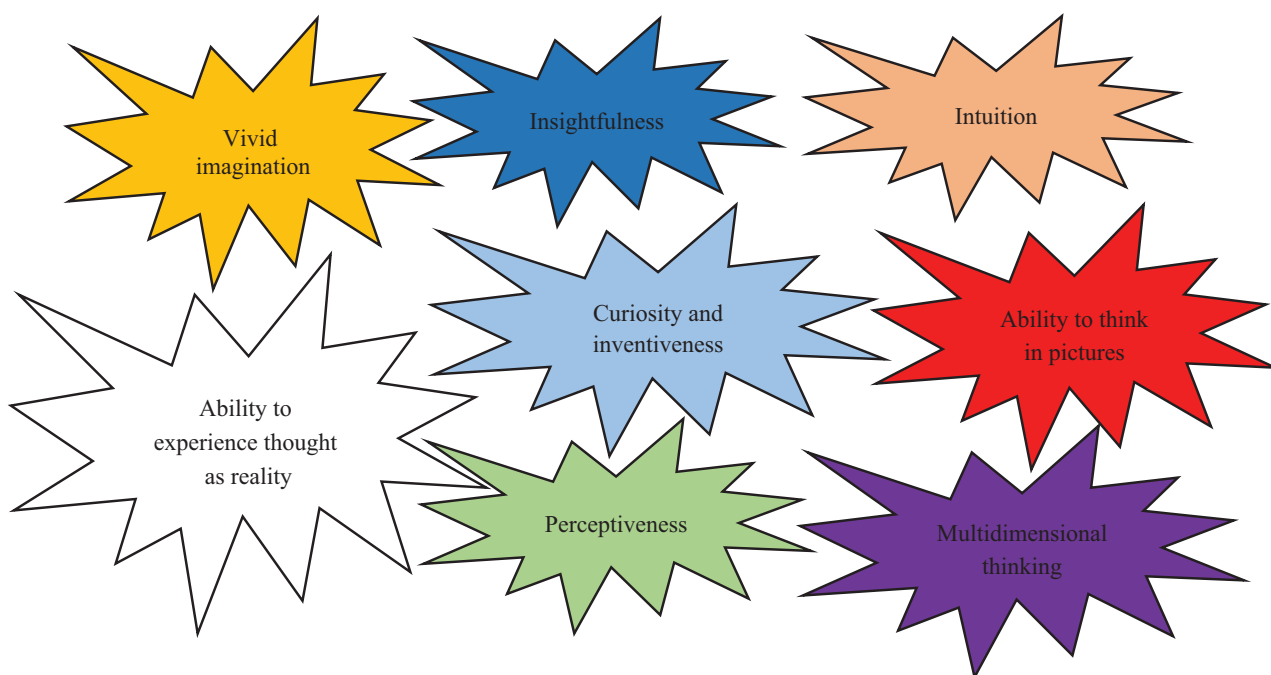 Vivid
imagination
Insightfulness
Intuition
Ability to
experience thought
as reality
Curiosity and
inventiveness
Ability to think
in pictures
Perceptiveness
Multidimensional
thinking